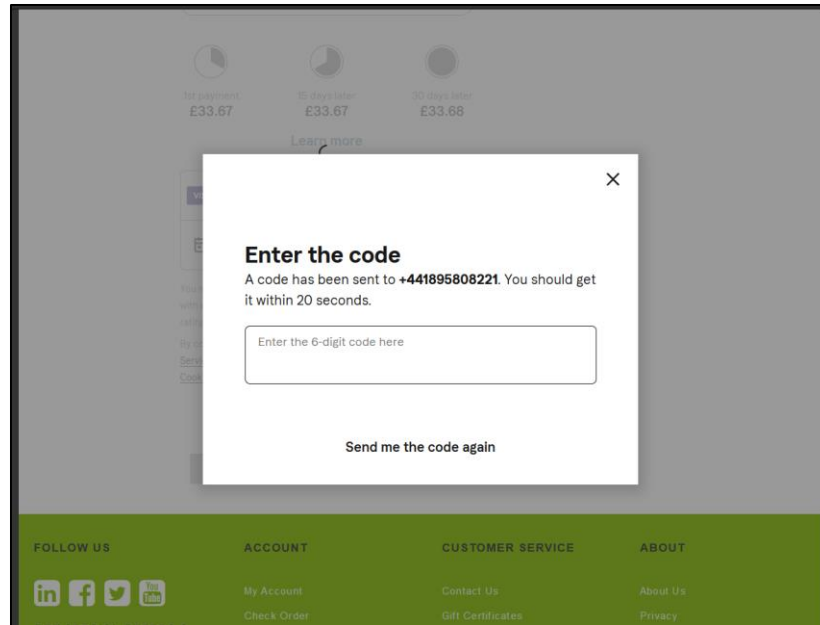 1st payment
15 days later
30 days later
£33.67
£33.67
£33.68
Learn more
Enter the code
A code has been sent to +441895808221. You should get
it within 20 seconds.
Enter the 6-digit code here
Send me the code again
FOLLOW US
ACCOUNT
CUSTOMER SERVICE
ABOUT
in
You
Tube
My Account
Contact Us
About Us
Check Order
Gift Certificates
Privacy